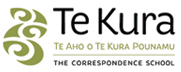 Te Kura
TE AHO O TE KURA POUNAMU
THE CORRESPONDENCE SCHOOL